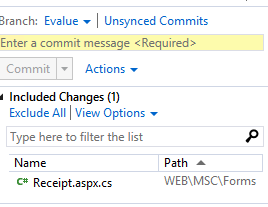 Branch: Evalue | Unsynced Commits
Enter a commit message <Required>
Commit | Actions
Included Changes (1)
Exclude All | View Options
Type here to filter the list
Name Path
C# Receipt.aspx.cs WEB\MSC\Forms